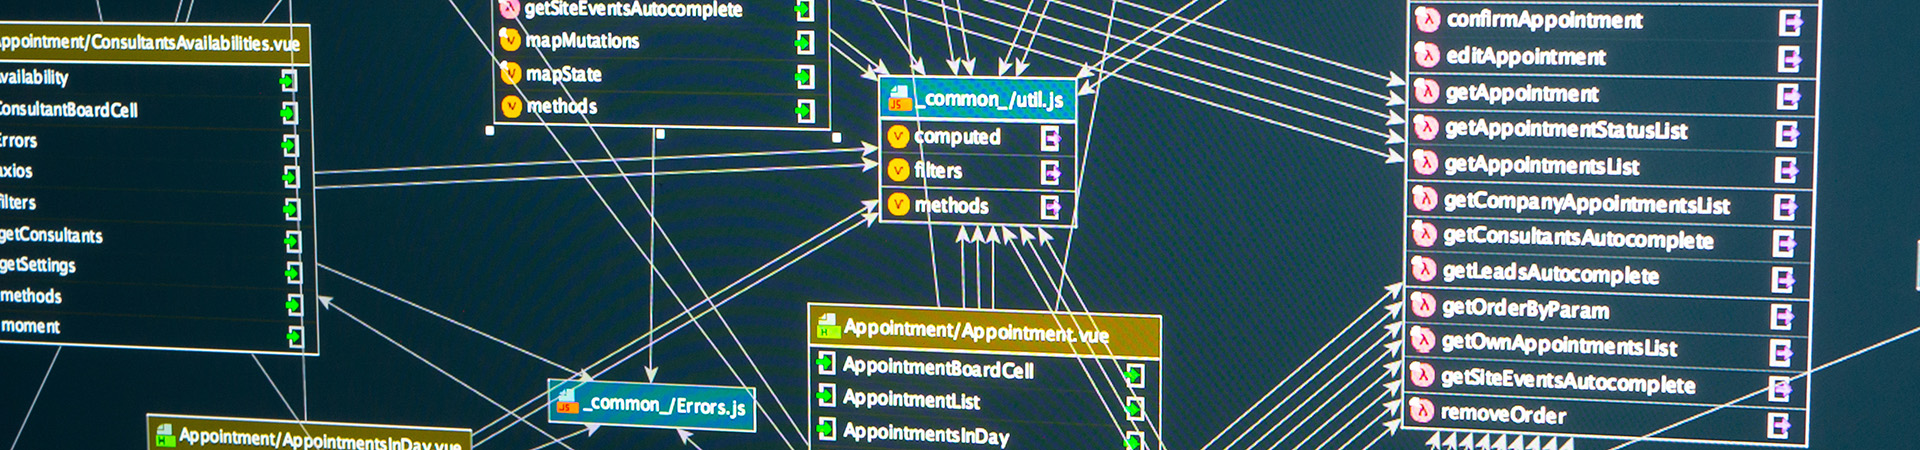 ppointment/ConsultantsAvailabilities.vue
vailability
ConsultantBoardCell
Errors
axios
filters
getConsultants
getSettings
methods
moment
Appointment/AppointmentsInDay.vue
getSiteEventsAutocomplete
mapMutations
mapState
methods
_common_/Errors.js
_common_/util.js
computed
filters
methods
Appointment/Appointment.vue
AppointmentBoardCell
AppointmentList
AppointmentsInDay
confirmAppointment
editAppointment
getAppointment
getAppointmentStatusList
getAppointmentsList
getCompanyAppointmentsList
getConsultantsAutocomplete
getLeadsAutocomplete
getOrderByParam
getOwnAppointmentsList
getSiteEventsAutocomplete
removeOrder